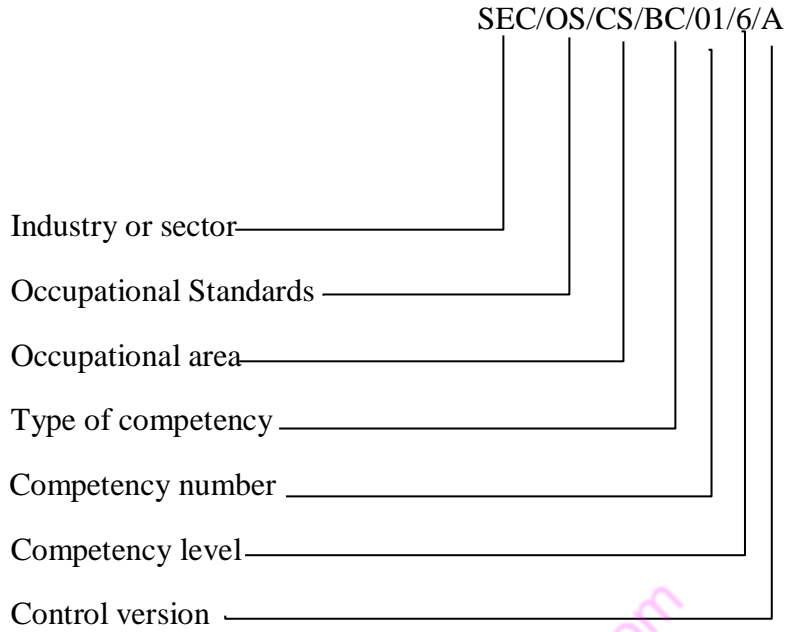 SEC/OS/CS/BC/01/6/A
Industry or sector
Occupational Standards
Occupational area
Type of competency
Competency number
Competency level
Control version
om